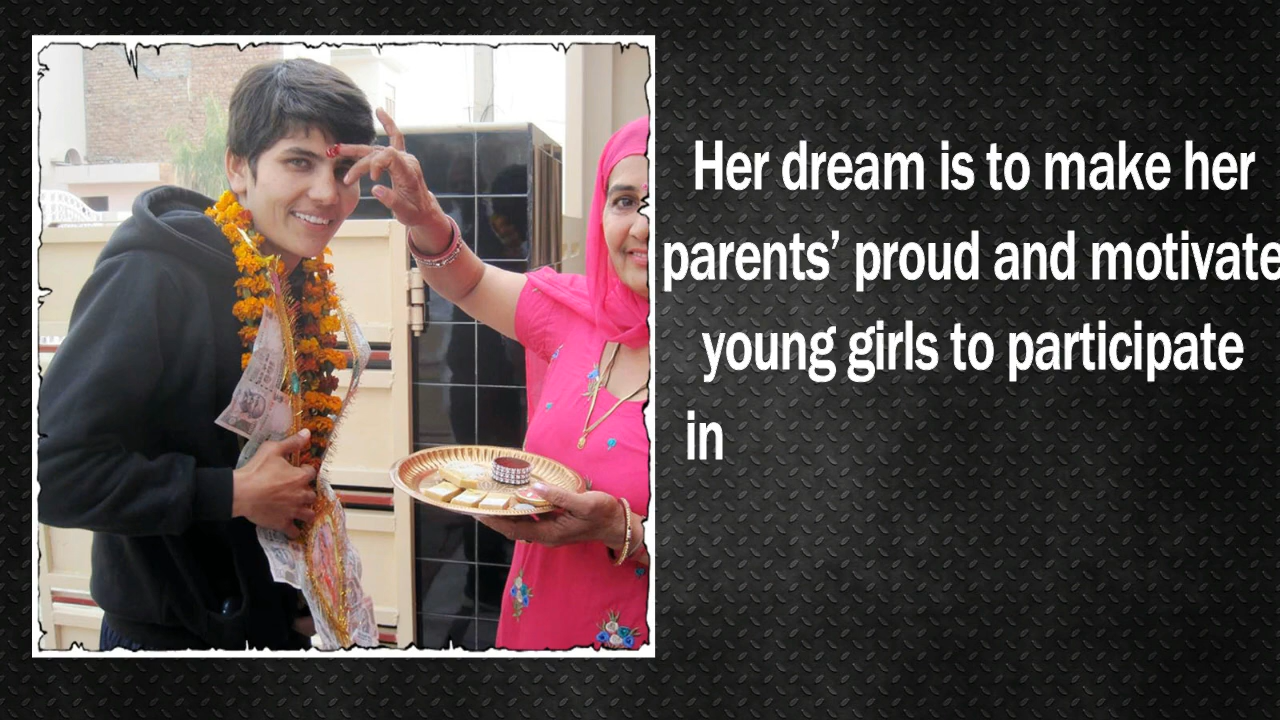 Her dream is to make her
parents’ proud and motivate
young girls to participate
in